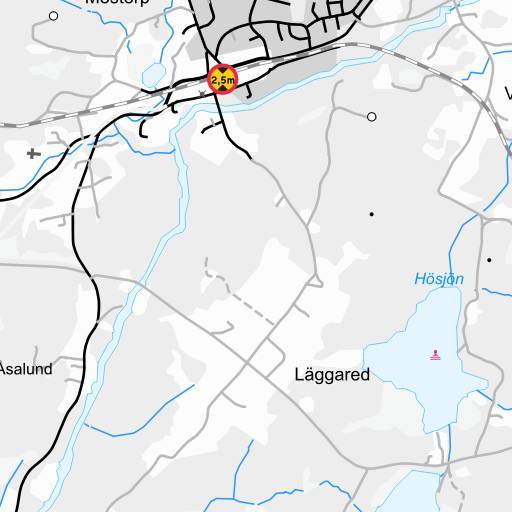 Mostorp
2,5m
V
Hösjön
Åsalund
Läggared